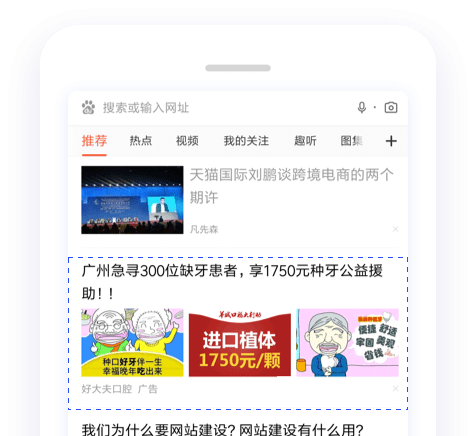 搜索或输入网址
推荐 热点 视频 我的关注 趣听 图集
天猫国际刘鹏谈跨境电商的两个
期许
凡先森
广州急寻300位缺牙患者，享1750元种牙公益援
助！！
种口好牙伴一生
幸福晚年吃出来
进口植体
1750元/颗
便捷 舒适
牢固 美观
省钱
好大夫口腔 广告
我们为什么要网站建设？网站建设有什么用？